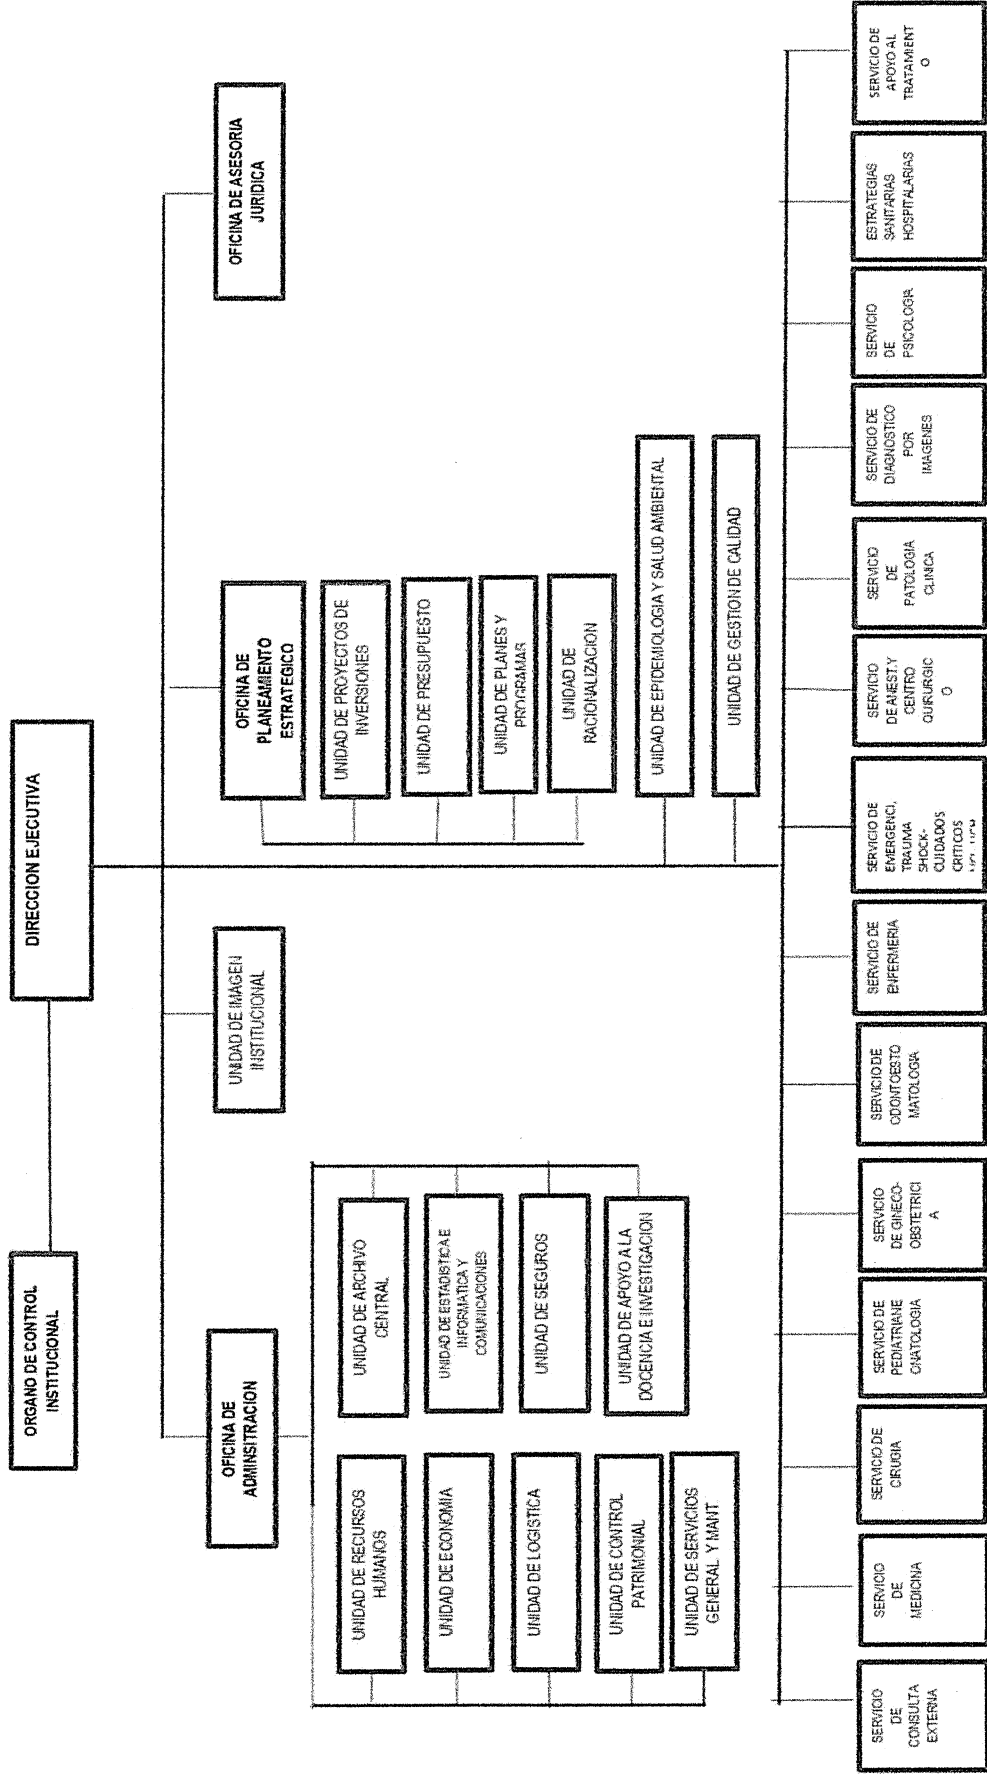 ORGANO DE CONTROL
INSTITUCIONAL
DIRECCION EJECUTIVA
OFICINA DE
ADMINSITRACION
UNIDAD DE IMAGEN
INSTITUCIONAL
OFICINA DE
PLANEAMIENTO
ESTRATEGICO
OFICINA DE ASESORIA
JURIDICA
UNIDAD DE RECURSOS
HUMANOS
UNIDAD DE ECONOMIA
UNIDAD DE LOGISTICA
UNIDAD DE CONTROL
PATRIMONIAL
UNIDAD DE SERVICIOS
GENERAL Y MANT
UNIDAD DE ARCHIVO
CENTRAL
UNIDAD DE ESTADISTICA E
INFORMATICA Y
COMUNICACIONES
UNIDAD DE SEGUROS
UNIDAD DE APOYO A LA
DOCENCIA E INVESTIGACION
UNIDAD DE PROYECTOS DE
INVERSIONES
UNIDAD DE PRESUPUESTO
UNIDAD DE PLANES Y
PROGRAMAR
UNIDAD DE
RACIONALIZACION
UNIDAD DE EPIDEMIOLOGIA Y SALUD AMBIENTAL
UNIDAD DE GESTION DE CALIDAD
SERVICIO
DE
CONSULTA
EXTERNA
SERVICIO
DE
MEDICINA
SERVICIO DE
CIRUGIA
SERVICIO DE
PEDIATRIANE
ONATOLOGIA
SERVICIO
DE GINECO-
OBSTETRICI
A
SERVICIO DE
ODONTOESTO
MATOLOGIA
SERVICIO DE
ENFERMERIA
SERVICIO DE
EMERGENCI,
TRAUMA
SHOCK-
CUIDADOS
CRITICOS
SERVICIO
DE ANEST.Y
CENTRO
QUIRURGIC
O
SERVICIO
DE
PATOLOGIA
CLINICA
SERVICIO DE
DIAGNOSTICO
POR
IMAGENES
SERVICIO
DE
PSICOLOGIA
ESTRATEGIAS
SANITARIAS
HOSPITALARIAS
SERVICIO DE
APOYO AL
TRATAMIENT
O